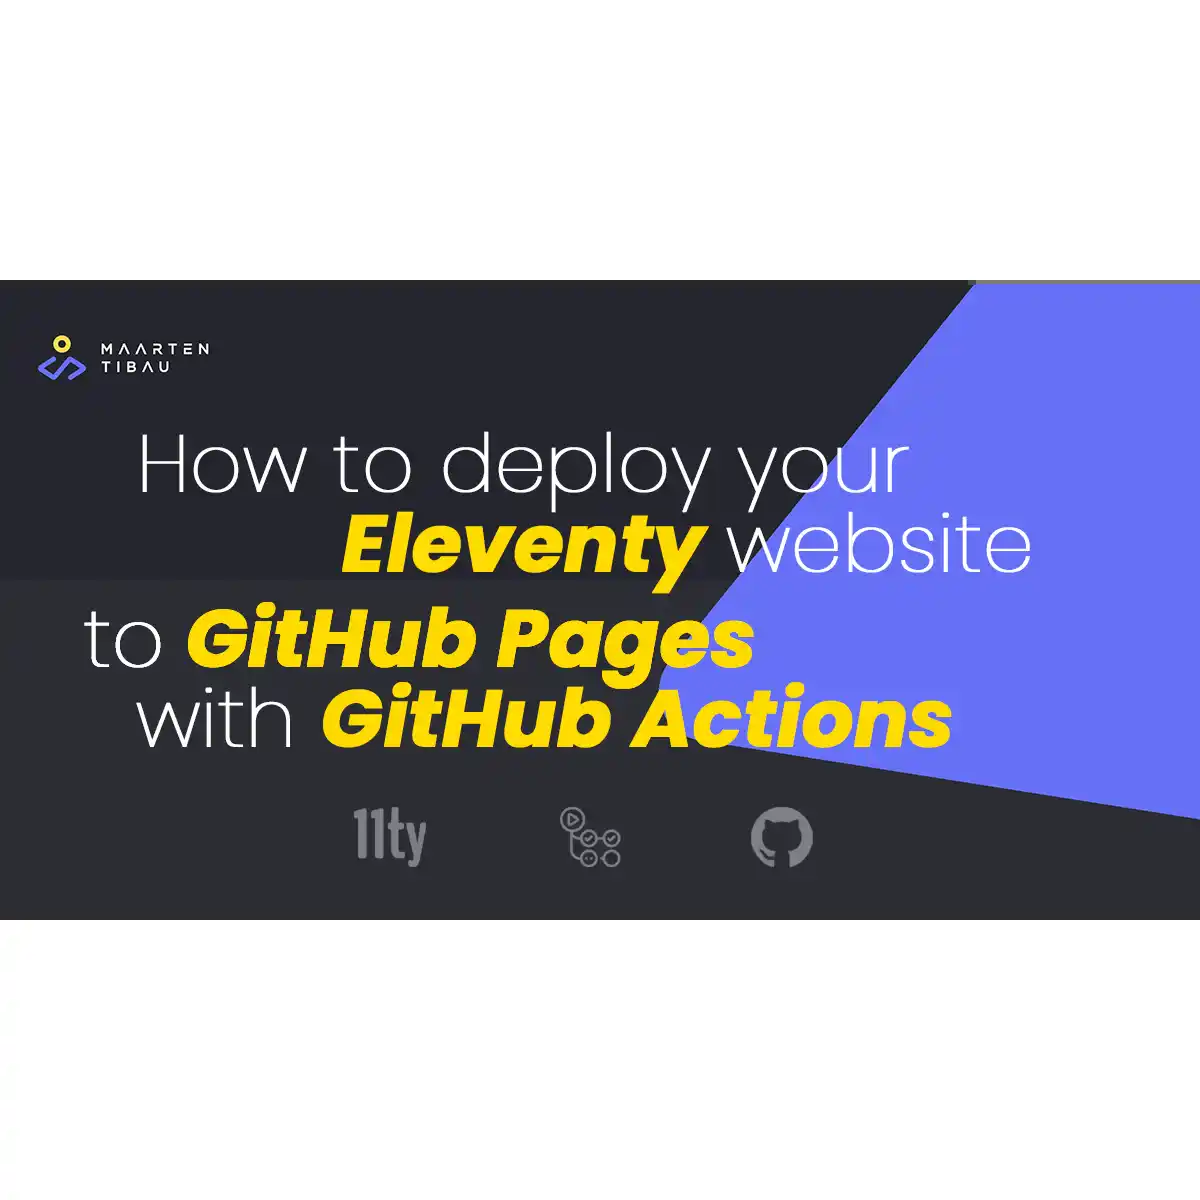 MAARTEN
TIBAU
How to deploy your
Eleventy website
to GitHub Pages
with GitHub Actions
11ty